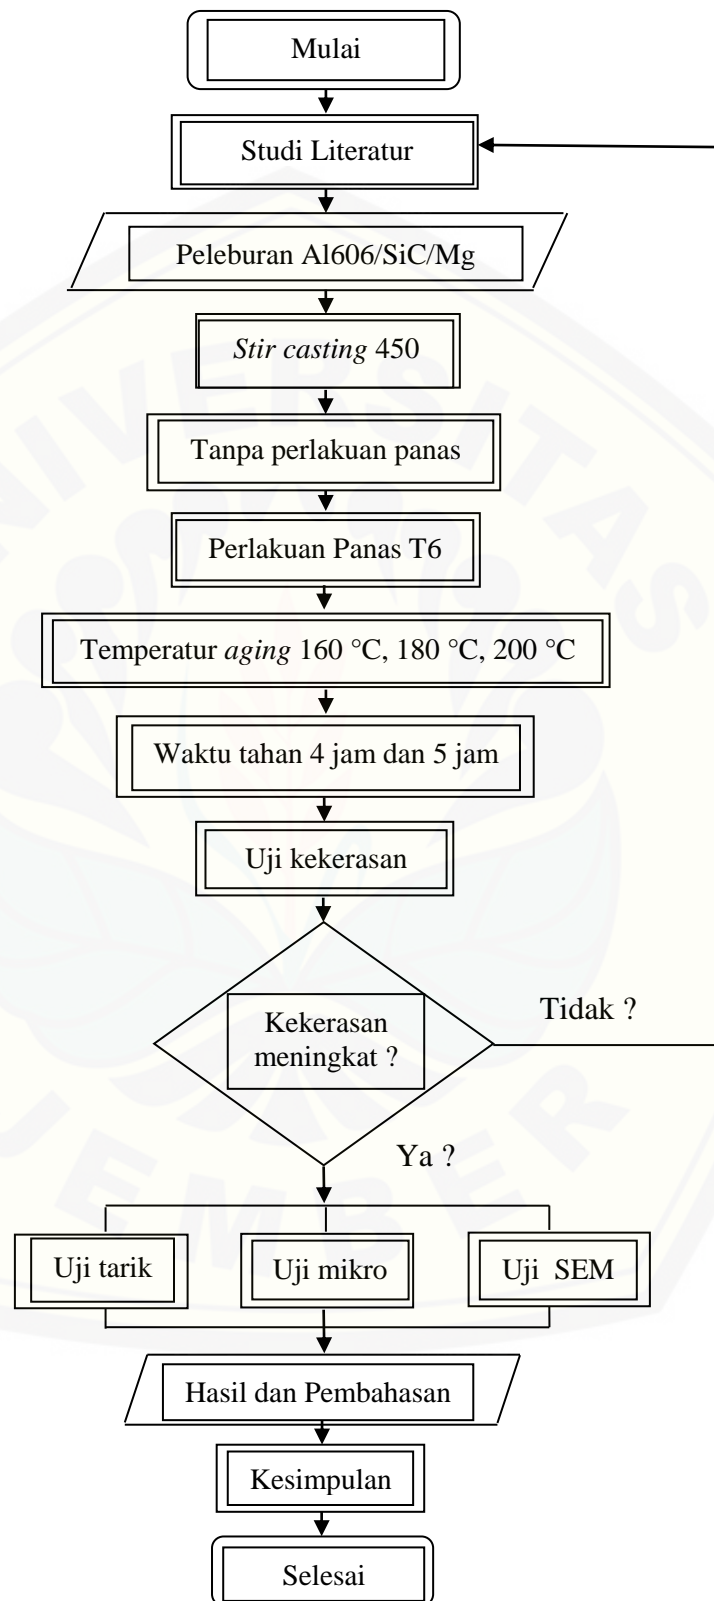 Mulai
Studi Literatur
Peleburan Al606/SiC/Mg
Stir casting 450
Tanpa perlakuan panas
Perlakuan Panas T6
Temperatur aging 160 °C, 180 °C, 200 °C
Waktu tahan 4 jam dan 5 jam
Uji kekerasan
Tidak ?
Kekerasan
meningkat ?
Ya ?
Uji tarik
Uji mikro
Uji SEM
Hasil dan Pembahasan
Kesimpulan
Selesai
UNIVERSITAS
JEMBER